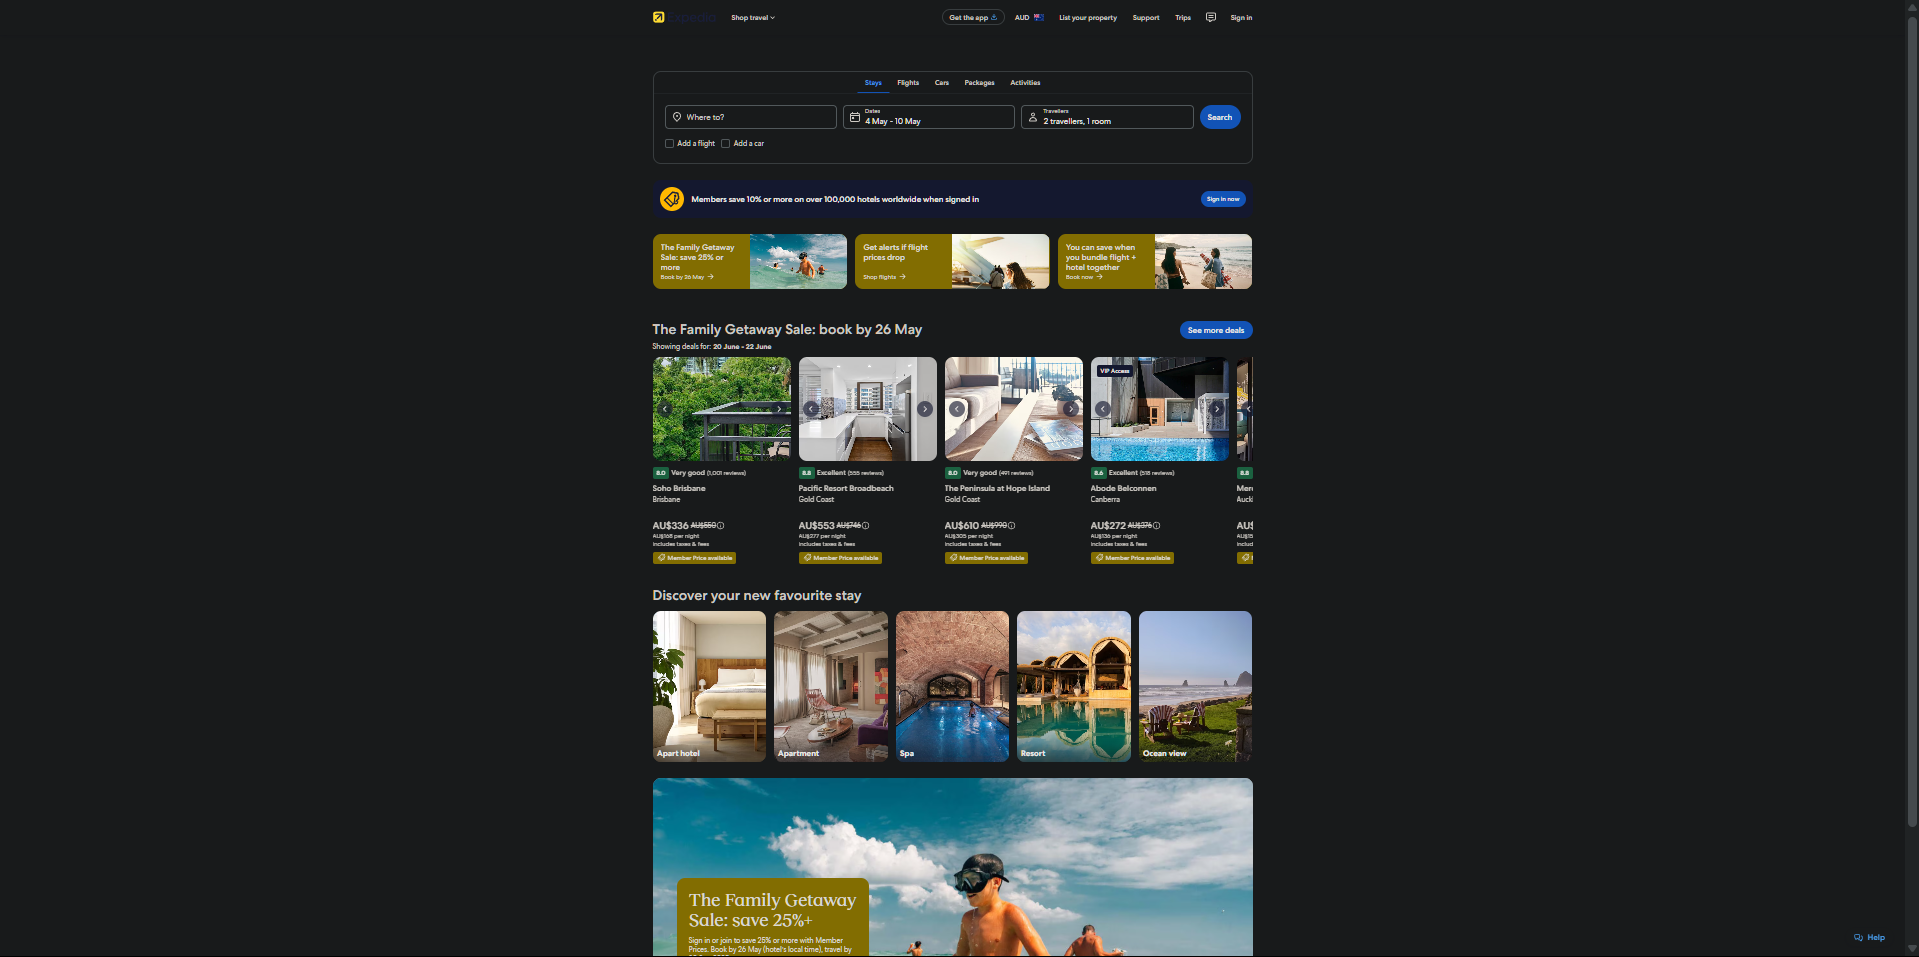 Shop travel
Get the app
AUD
List your property
Support
Trips
Sign in
Stays
Flights
Cars
Packages
Activities
Where to?
Dates
4 May - 10 May
Travellers
2 travellers, 1 room
Search
Add a flight
Add a car
Members save 10% or more on over 100,000 hotels worldwide when signed in
Sign in now
The Family Getaway
Sale: save 25% or
more
Book by 26 May
Get alerts if flight
prices drop
Shop flights
You can save when
you bundle flight +
hotel together
Book now
The Family Getaway Sale: book by 26 May
See more deals
Showing deals for: 20 June - 22 June
8.0 Very good (1,001 reviews)
Soho Brisbane
Brisbane
AU$336 AU$550
AU$168 per night
includes taxes & fees
Member Price available
8.8 Excellent (555 reviews)
Pacific Resort Broadbeach
Gold Coast
AU$553 AU$746
AU$277 per night
includes taxes & fees
Member Price available
8.0 Very good (491 reviews)
The Peninsula at Hope Island
Gold Coast
AU$610 AU$990
AU$305 per night
includes taxes & fees
Member Price available
VIP Access
8.6 Excellent (518 reviews)
Abode Belconnen
Canberra
AU$272 AU$376
AU$136 per night
includes taxes & fees
Member Price available
8.8
Mer
Auckl
AU$
AU$15
includ
Discover your new favourite stay
Apart hotel
Apartment
Spa
Resort
Ocean view
The Family Getaway
Sale: save 25%+
Sign in or join to save 25% or more with Member
Prices. Book by 26 May (hotel's local time), travel by
Help